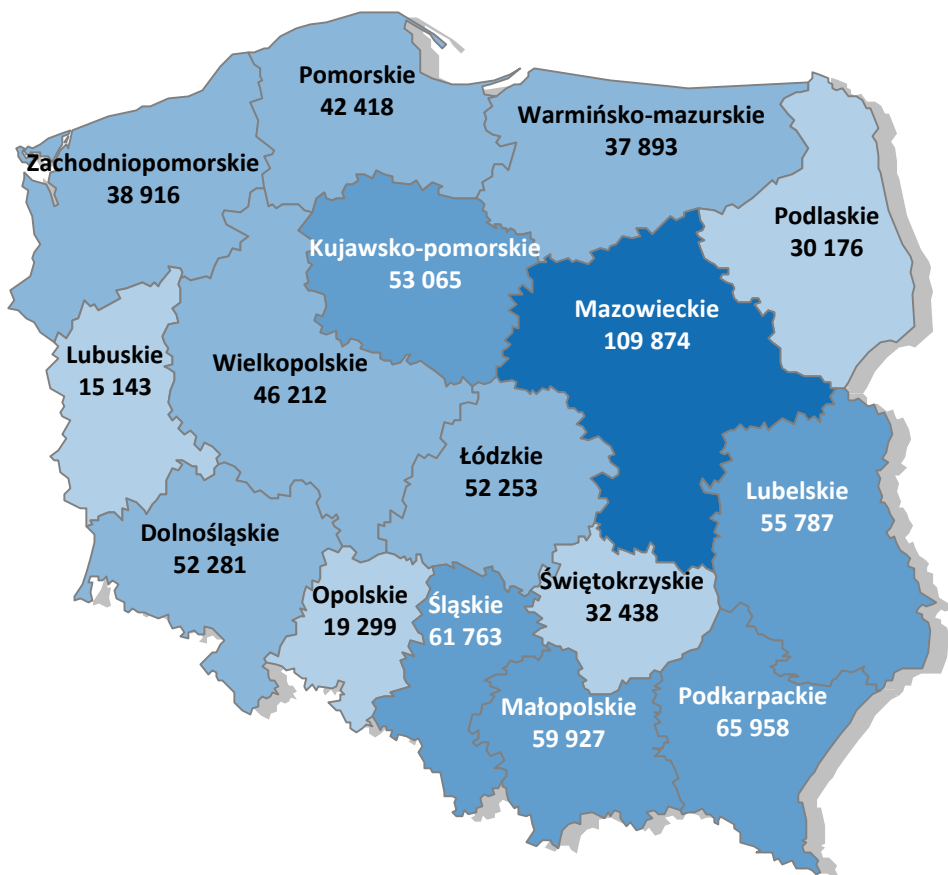 Pomorskie
42 418
Warmińsko-mazurskie
37 893
Zachodniopomorskie
38 916
Podlaskie
30 176
Kujawsko-pomorskie
53 065
Mazowieckie
109 874
Lubuskie
15 143
Wielkopolskie
46 212
Łódzkie
52 253
Lubelskie
55 787
Dolnośląskie
52 281
Opolskie
19 299
Śląskie
61 763
Świętokrzyskie
32 438
Małopolskie
59 927
Podkarpackie
65 958